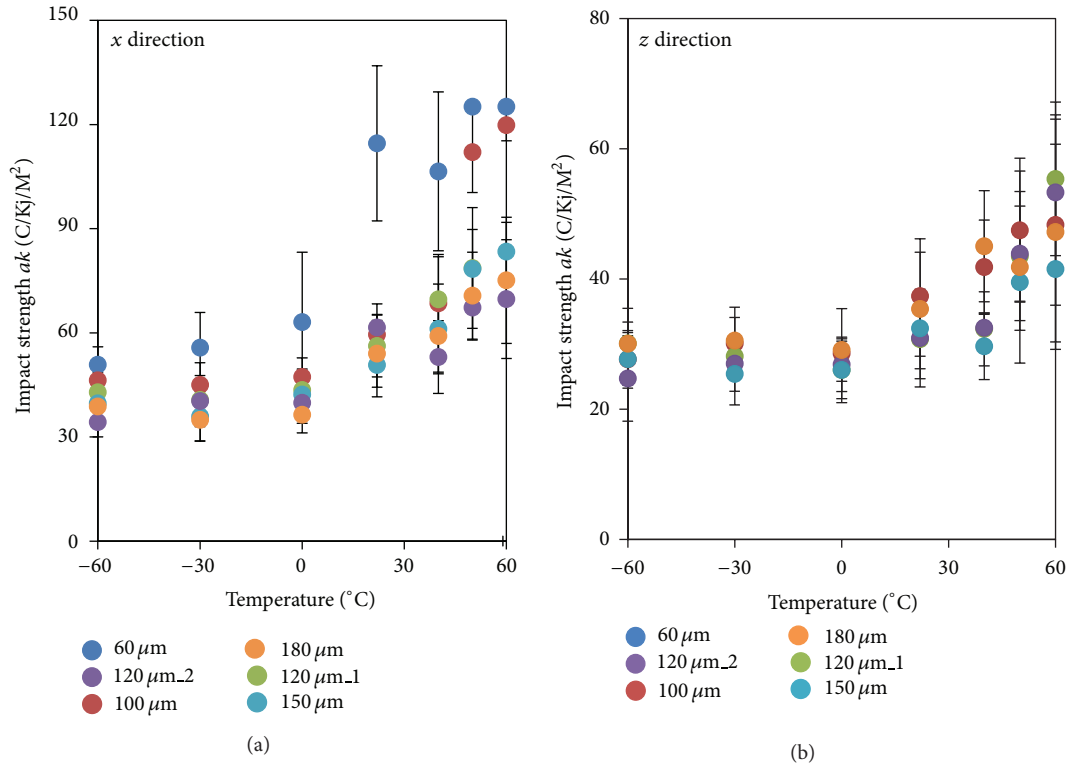 150
120
90
60
30
0
Impact strength ak (C/Kj/M²)
x direction
−60
−30
0
30
60
Temperature (°C)
60 μm
120 μm_2
100 μm
180 μm
120 μm_1
150 μm
(a)
80
60
40
20
0
Impact strength ak (C/Kj/M²)
z direction
−60
−30
0
30
60
Temperature (°C)
60 μm
120 μm_2
100 μm
180 μm
120 μm_1
150 μm
(b)